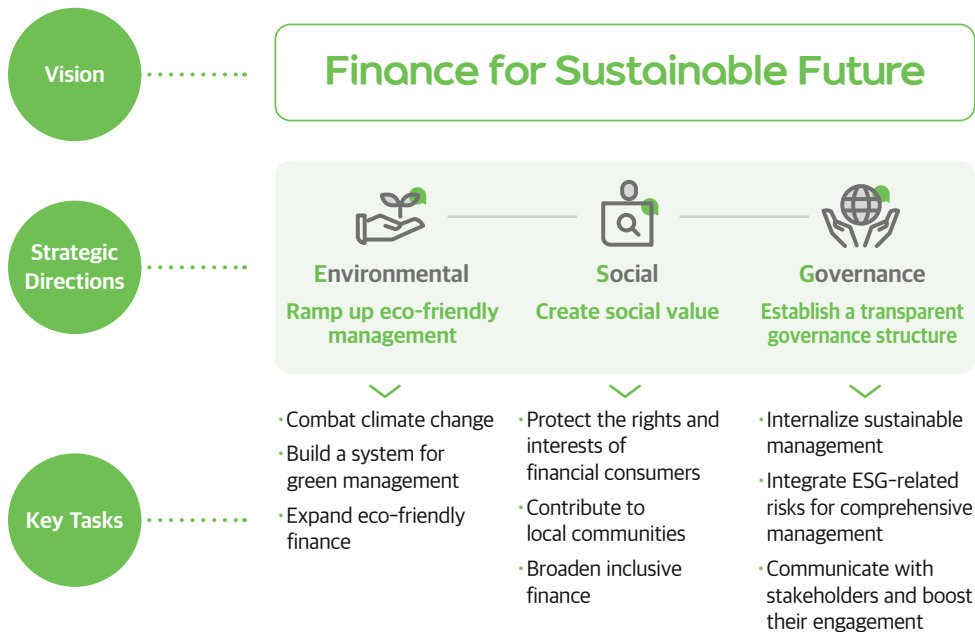 Vision
Finance for Sustainable Future
Strategic
Directions
Environmental
Ramp up eco-friendly
management
Social
Create social value
Governance
Establish a transparent
governance structure
Key Tasks
·Combat climate change
·Build a system for
green management
·Expand eco-friendly
finance
·Protect the rights and
interests of
financial consumers
·Contribute to
local communities
·Broaden inclusive
finance
·Internalize sustainable
management
·Integrate ESG-related
risks for comprehensive
management
·Communicate with
stakeholders and boost
their engagement